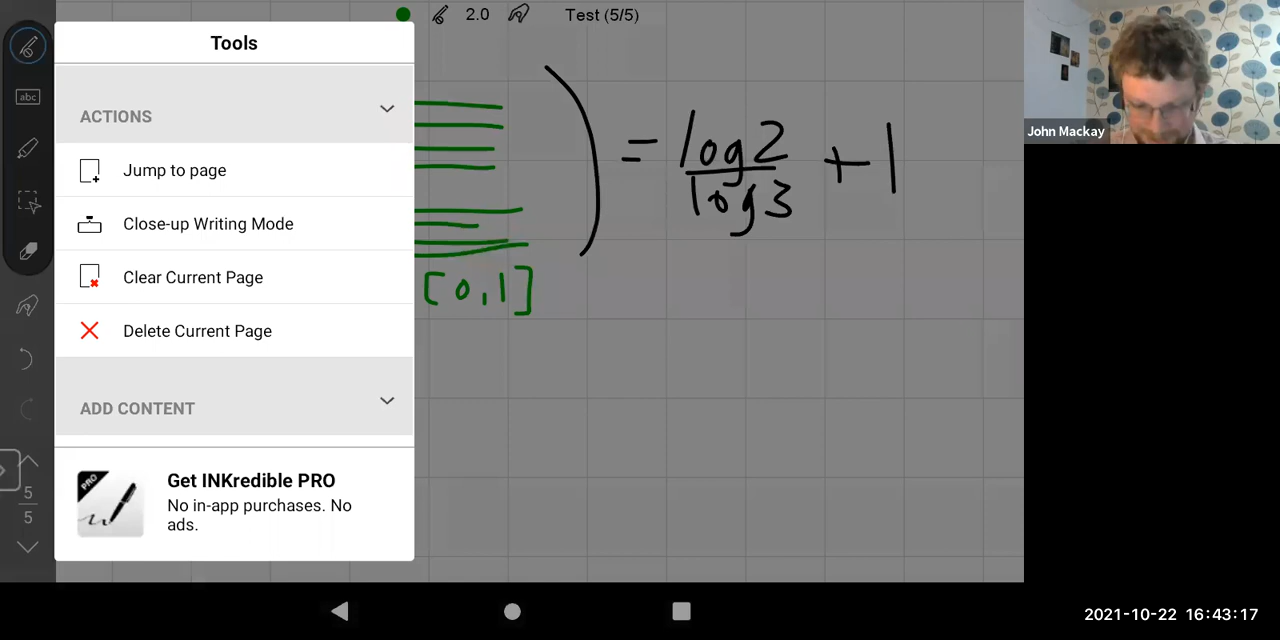 2.0 Test (5/5)
Tools
abc
ACTIONS
Jump to page
Close-up Writing Mode
Clear Current Page
Delete Current Page
ADD CONTENT
PRO
Get INKredible PRO
No in-app purchases. No
ads.
5
5
) = log2/log3 + 1
[0,1]
John Mackay
2021-10-22 16:43:17